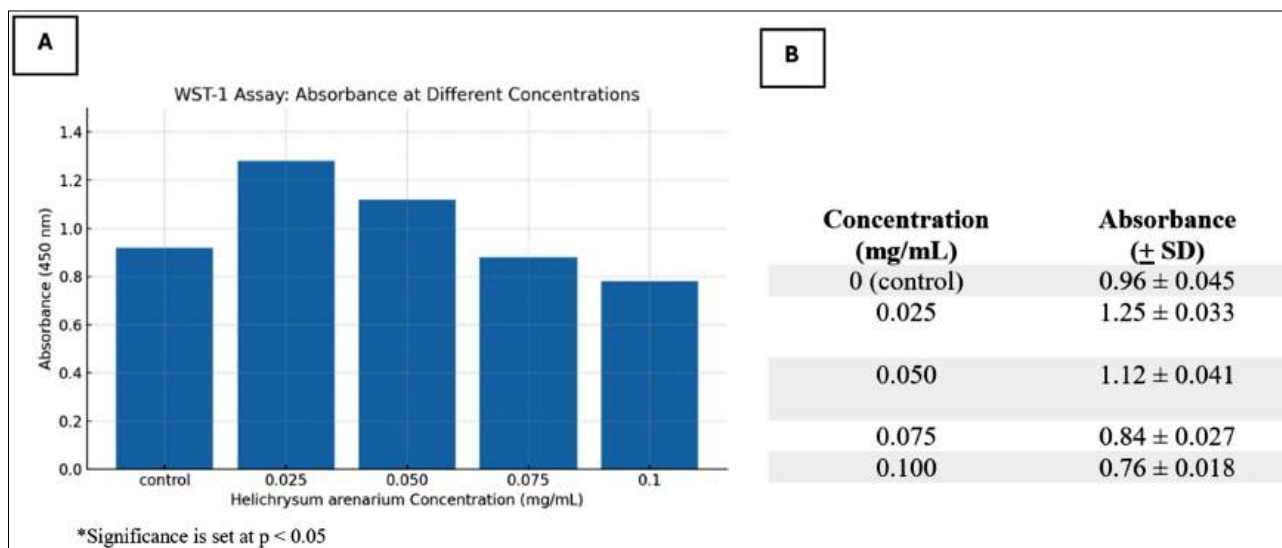 A
WST-1 Assay: Absorbance at Different Concentrations
1.4
1.2
1.0
0.8
0.6
0.4
0.2
0.0
Absorbance (450 nm)
control 0.025 0.050 0.075 0.1
Helichrysum arenarium Concentration (mg/mL)
*Significance is set at p < 0.05
B
Concentration Absorbance
(mg/mL) (± SD)
0 (control) 0.96 ± 0.045
0.025 1.25 ± 0.033
0.050 1.12 ± 0.041
0.075 0.84 ± 0.027
0.100 0.76 ± 0.018